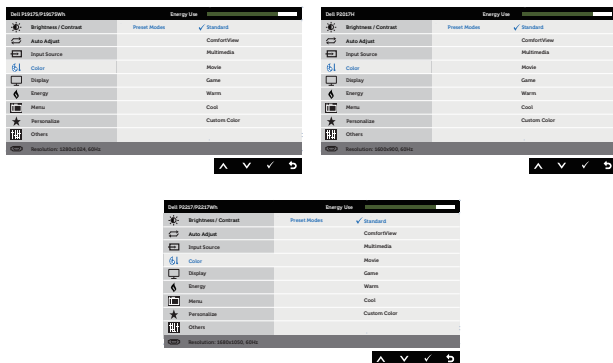 Dell P1917S/P1917SWh Energy Use
Brightness / Contrast Preset Modes ✓ Standard
Auto Adjust ComfortView
Input Source Multimedia
Color Movie
Display Game
Energy Warm
Menu Cool
Personalize Custom Color
Others
Resolution: 1280x1024, 60Hz
Dell P2017H Energy Use
Brightness / Contrast Preset Modes ✓ Standard
Auto Adjust ComfortView
Input Source Multimedia
Color Movie
Display Game
Energy Warm
Menu Cool
Personalize Custom Color
Others
Resolution: 1600x900, 60Hz
Dell P2217/P2217Wh Energy Use
Brightness / Contrast Preset Modes ✓ Standard
Auto Adjust ComfortView
Input Source Multimedia
Color Movie
Display Game
Energy Warm
Menu Cool
Personalize Custom Color
Others
Resolution: 1680x1050, 60Hz